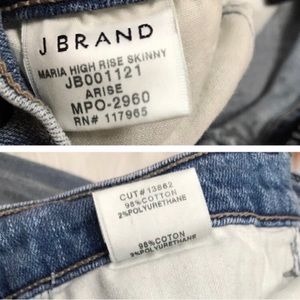 J BRAND
MARIA HIGH RISE SKINNY
JB001121
ARISE
MPO-2960
RN# 117965
CUT#13862
98%COTTON
2%POLYURETHANE
98%COTON
2%POLYURETHANE